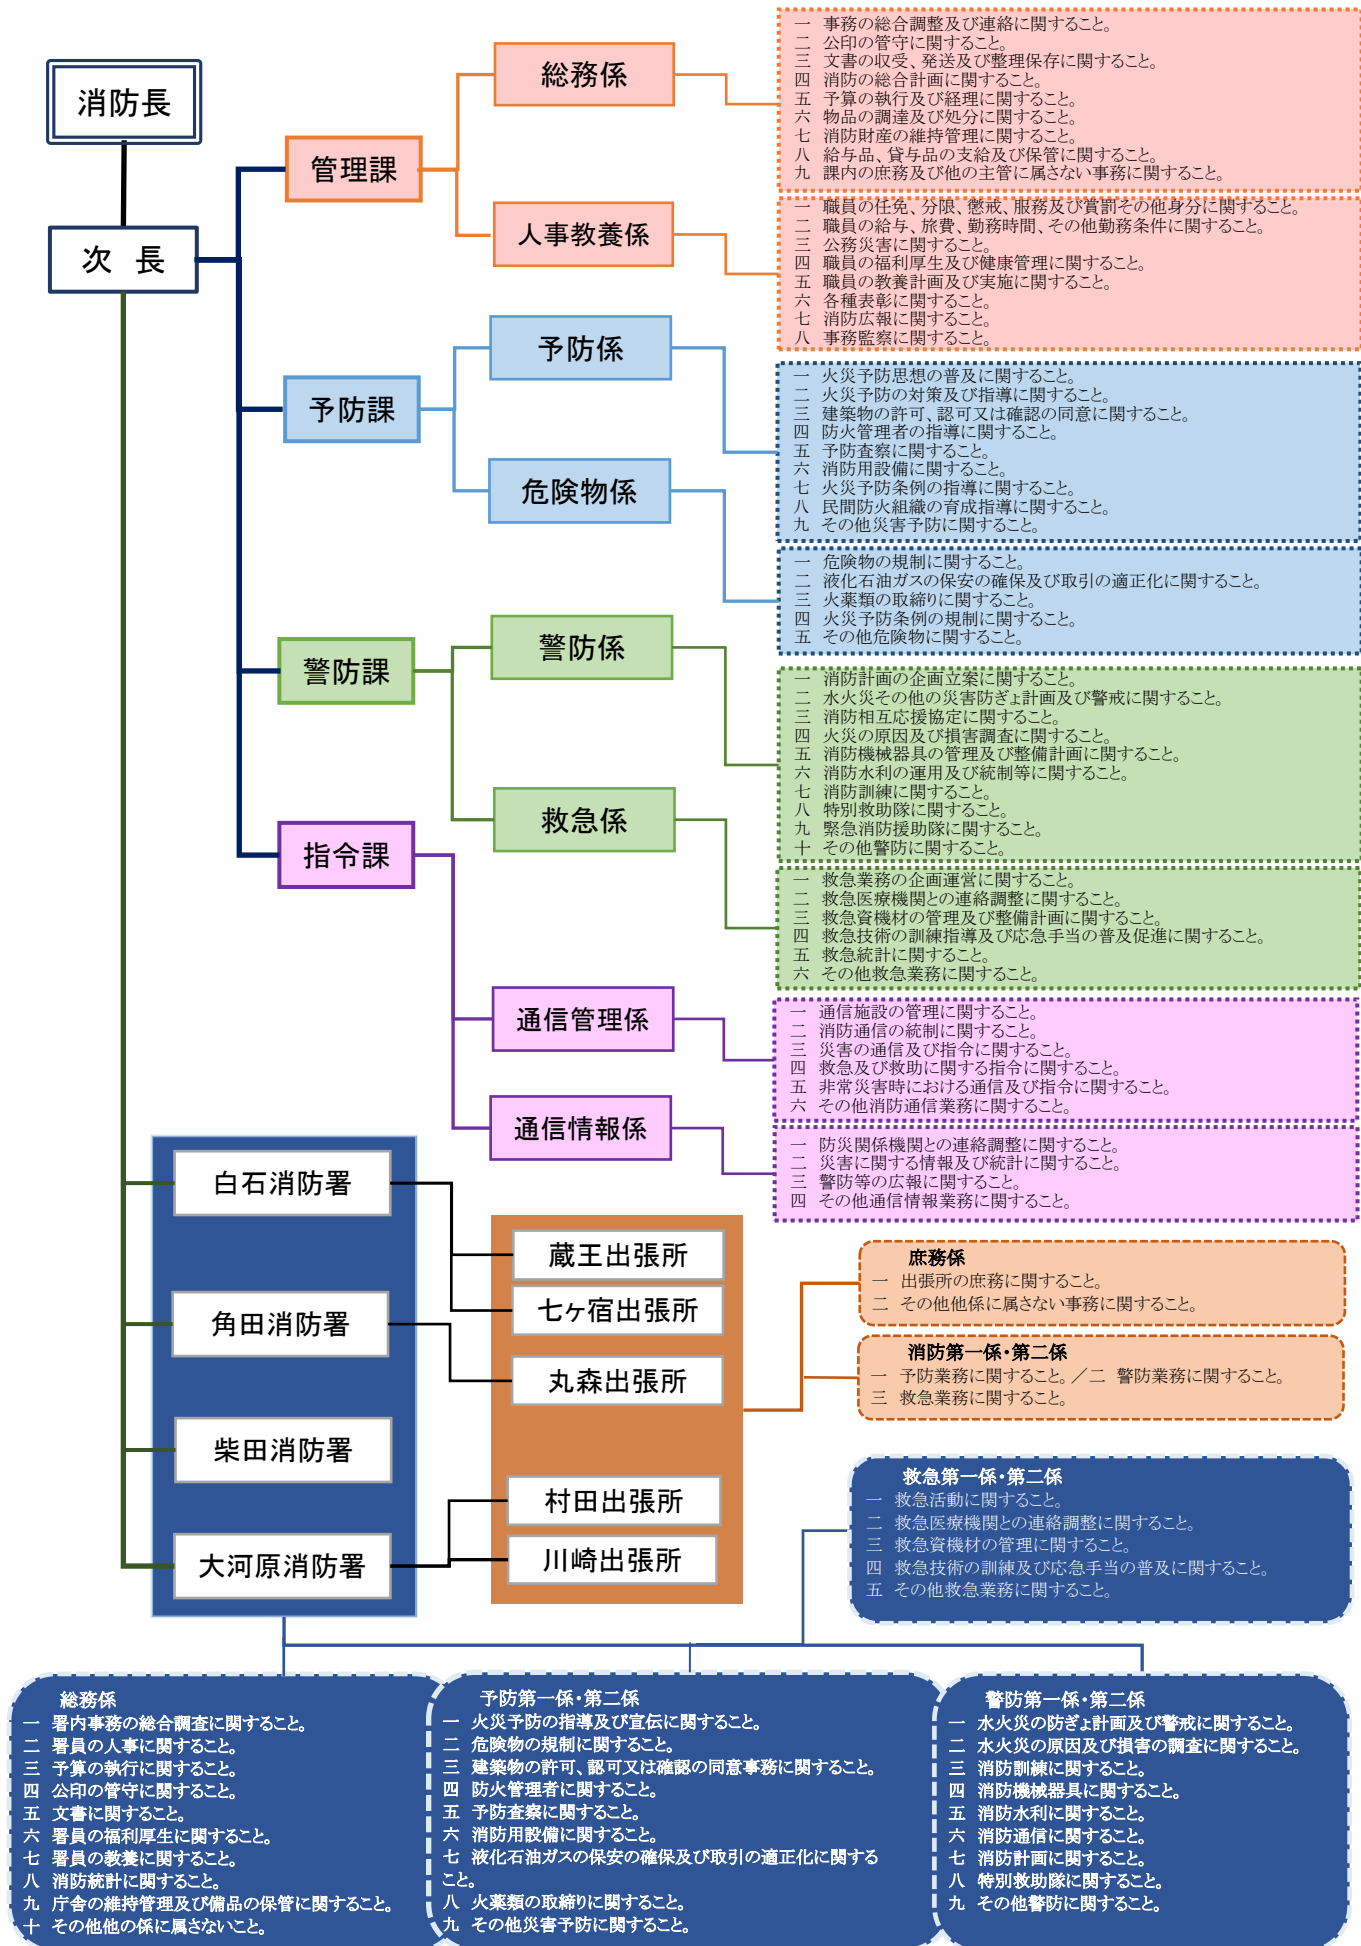 消防長
次　長
管理課
総務係
一　事務の総合調整及び連絡に関すること。
二　公印の管守に関すること。
三　文書の収受、発送及び整理保存に関すること。
四　消防の総合計画に関すること。
五　予算の執行及び経理に関すること。
六　物品の調達及び処分に関すること。
七　消防財産の維持管理に関すること。
八　給与品、貸与品の支給及び保管に関すること。
九　課内の庶務及び他の主管に属さない事務に関すること。
人事教養係
一　職員の任免、分限、懲戒、服務及び賞罰その他身分に関すること。
二　職員の給与、旅費、勤務時間、その他勤務条件に関すること。
三　公務災害に関すること。
四　職員の福利厚生及び健康管理に関すること。
五　職員の教養計画及び実施に関すること。
六　各種表彰に関すること。
七　消防広報に関すること。
八　事務監察に関すること。
予防課
予防係
一　火災予防思想の普及に関すること。
二　火災予防の対策及び指導に関すること。
三　建築物の許可、認可又は確認の同意に関すること。
四　防火管理者の指導に関すること。
五　予防査察に関すること。
六　消防用設備に関すること。
七　火災予防条例の指導に関すること。
八　民間防火組織の育成指導に関すること。
九　その他災害予防に関すること。
危険物係
一　危険物の規制に関すること。
二　液化石油ガスの保安の確保及び取引の適正化に関すること。
三　火薬類の取締りに関すること。
四　火災予防条例の規制に関すること。
五　その他危険物に関すること。
警防課
警防係
一　消防計画の企画立案に関すること。
二　水火災その他の災害防ぎょ計画及び警戒に関すること。
三　消防相互応援協定に関すること。
四　火災の原因及び損害調査に関すること。
五　消防機械器具の管理及び整備計画に関すること。
六　消防水利の運用及び統制等に関すること。
七　消防訓練に関すること。
八　特別救助隊に関すること。
九　緊急消防援助隊に関すること。
十　その他警防に関すること。
救急係
一　救急業務の企画運営に関すること。
二　救急医療機関との連絡調整に関すること。
三　救急資機材の管理及び整備計画に関すること。
四　救急技術の訓練指導及び応急手当の普及促進に関すること。
五　救急統計に関すること。
六　その他救急業務に関すること。
指令課
通信管理係
一　通信施設の管理に関すること。
二　消防通信の統制に関すること。
三　災害の通信及び指令に関すること。
四　救急及び救助に関する指令に関すること。
五　非常災害時における通信及び指令に関すること。
六　その他消防通信業務に関すること。
通信情報係
一　防災関係機関との連絡調整に関すること。
二　災害に関する情報及び統計に関すること。
三　警防等の広報に関すること。
四　その他通信情報業務に関すること。
白石消防署
角田消防署
柴田消防署
大河原消防署
蔵王出張所
七ヶ宿出張所
丸森出張所
村田出張所
川崎出張所
庶務係
一　出張所の庶務に関すること。
二　その他他係に属さない事務に関すること。
消防第一係・第二係
一　予防業務に関すること。／二　警防業務に関すること。
三　救急業務に関すること。
救急第一係・第二係
一　救急活動に関すること。
二　救急医療機関との連絡調整に関すること。
三　救急資機材の管理に関すること。
四　救急技術の訓練及び応急手当の普及に関すること。
五　その他救急業務に関すること。
総務係
一　署内事務の総合調査に関すること。
二　署員の人事に関すること。
三　予算の執行に関すること。
四　公印の管守に関すること。
五　文書に関すること。
六　署員の福利厚生に関すること。
七　署員の教養に関すること。
八　消防統計に関すること。
九　庁舎の維持管理及び備品の保管に関すること。
十　その他他の係に属さないこと。
予防第一係・第二係
一　火災予防の指導及び宣伝に関すること。
二　危険物の規制に関すること。
三　建築物の許可、認可又は確認の同意事務に関すること。
四　防火管理者に関すること。
五　予防査察に関すること。
六　消防用設備に関すること。
七　液化石油ガスの保安の確保及び取引の適正化に関する
こと。
八　火薬類の取締りに関すること。
九　その他災害予防に関すること。
警防第一係・第二係
一　水火災の防ぎょ計画及び警戒に関すること。
二　水火災の原因及び損害の調査に関すること。
三　消防訓練に関すること。
四　消防機械器具に関すること。
五　消防水利に関すること。
六　消防通信に関すること。
七　消防計画に関すること。
八　特別救助隊に関すること。
九　その他警防に関すること。